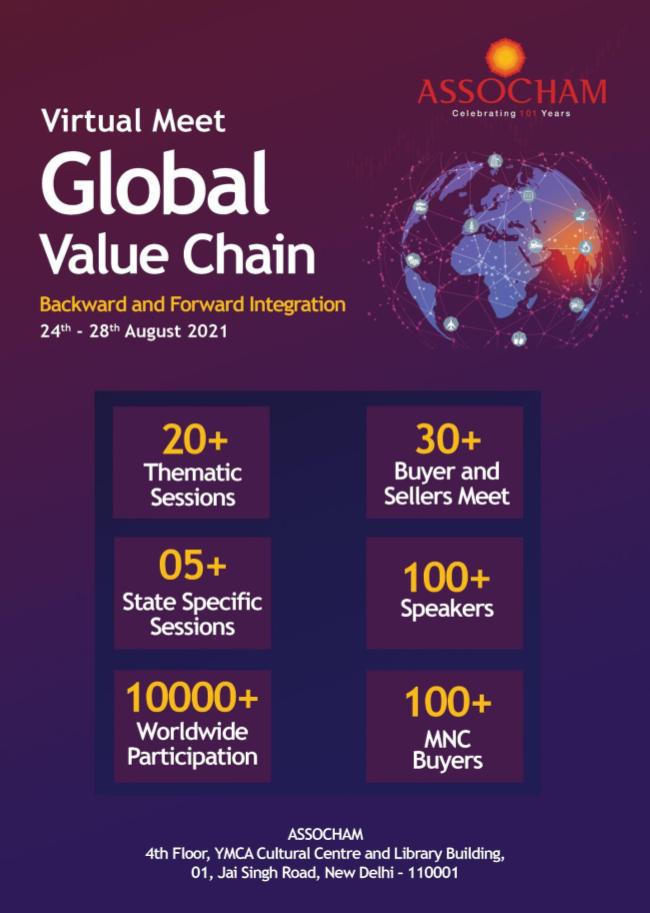 ASSOCHAM
Celebrating 101 Years
Virtual Meet
Global
Value Chain
Backward and Forward Integration
24th - 28th August 2021
20+
Thematic
Sessions
30+
Buyer and
Sellers Meet
05+
State Specific
Sessions
100+
Speakers
10000+
Worldwide
Participation
100+
MNC
Buyers
ASSOCHAM
4th Floor, YMCA Cultural Centre and Library Building,
01, Jai Singh Road, New Delhi - 110001